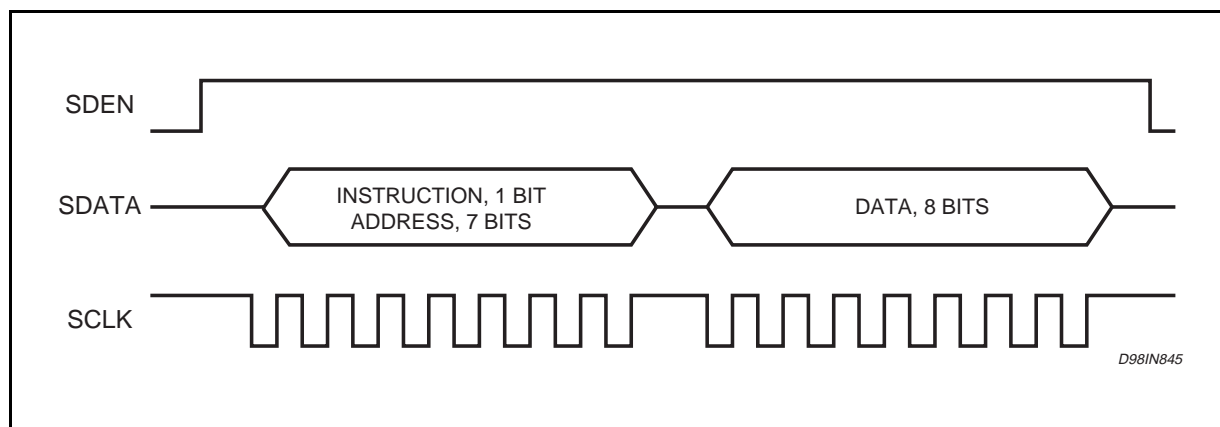 SDEN
SDATA
INSTRUCTION, 1 BIT
ADDRESS, 7 BITS
DATA, 8 BITS
SCLK
D98IN845